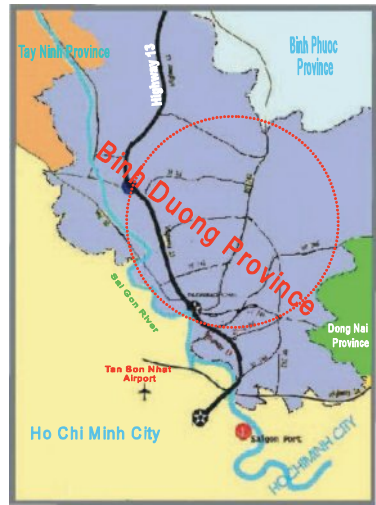 Tay Ninh Province
Binh Phuoc
Province
Highway 13
Binh Duong Province
Sai Gon River
Dong Nai
Province
Tan Son Nhat
Airport
Ho Chi Minh City
Saigon Port
HOCHIMINH CITY